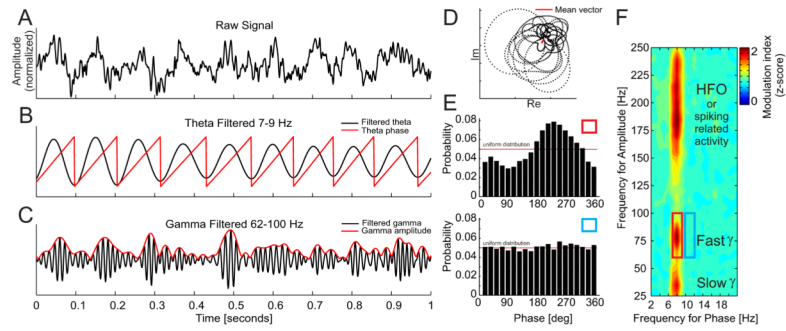 A
Raw Signal
Amplitude
(normalized)
B
Theta Filtered 7-9 Hz
Filtered theta
Theta phase
C
Gamma Filtered 62-100 Hz
Filtered gamma
Gamma amplitude
0 0.1 0.2 0.3 0.4 0.5 0.6 0.7 0.8 0.9 1
Time [seconds]
D
Mean vector
Im
Re
E
Probability
0.08
0.06
0.04
0.02
0
uniform distribution
0 90 180 270 360
Probability
0.08
0.06
0.04
0.02
0
uniform distribution
0 90 180 270 360
Phase [deg]
F
Frequency for Amplitude [Hz]
250
225
200
175
150
125
100
75
50
25
HFO
or
spiking
related
activity
Fast γ
Slow γ
2 6 10 14 18
Frequency for Phase [Hz]
2
0
Modulation index
(z-score)